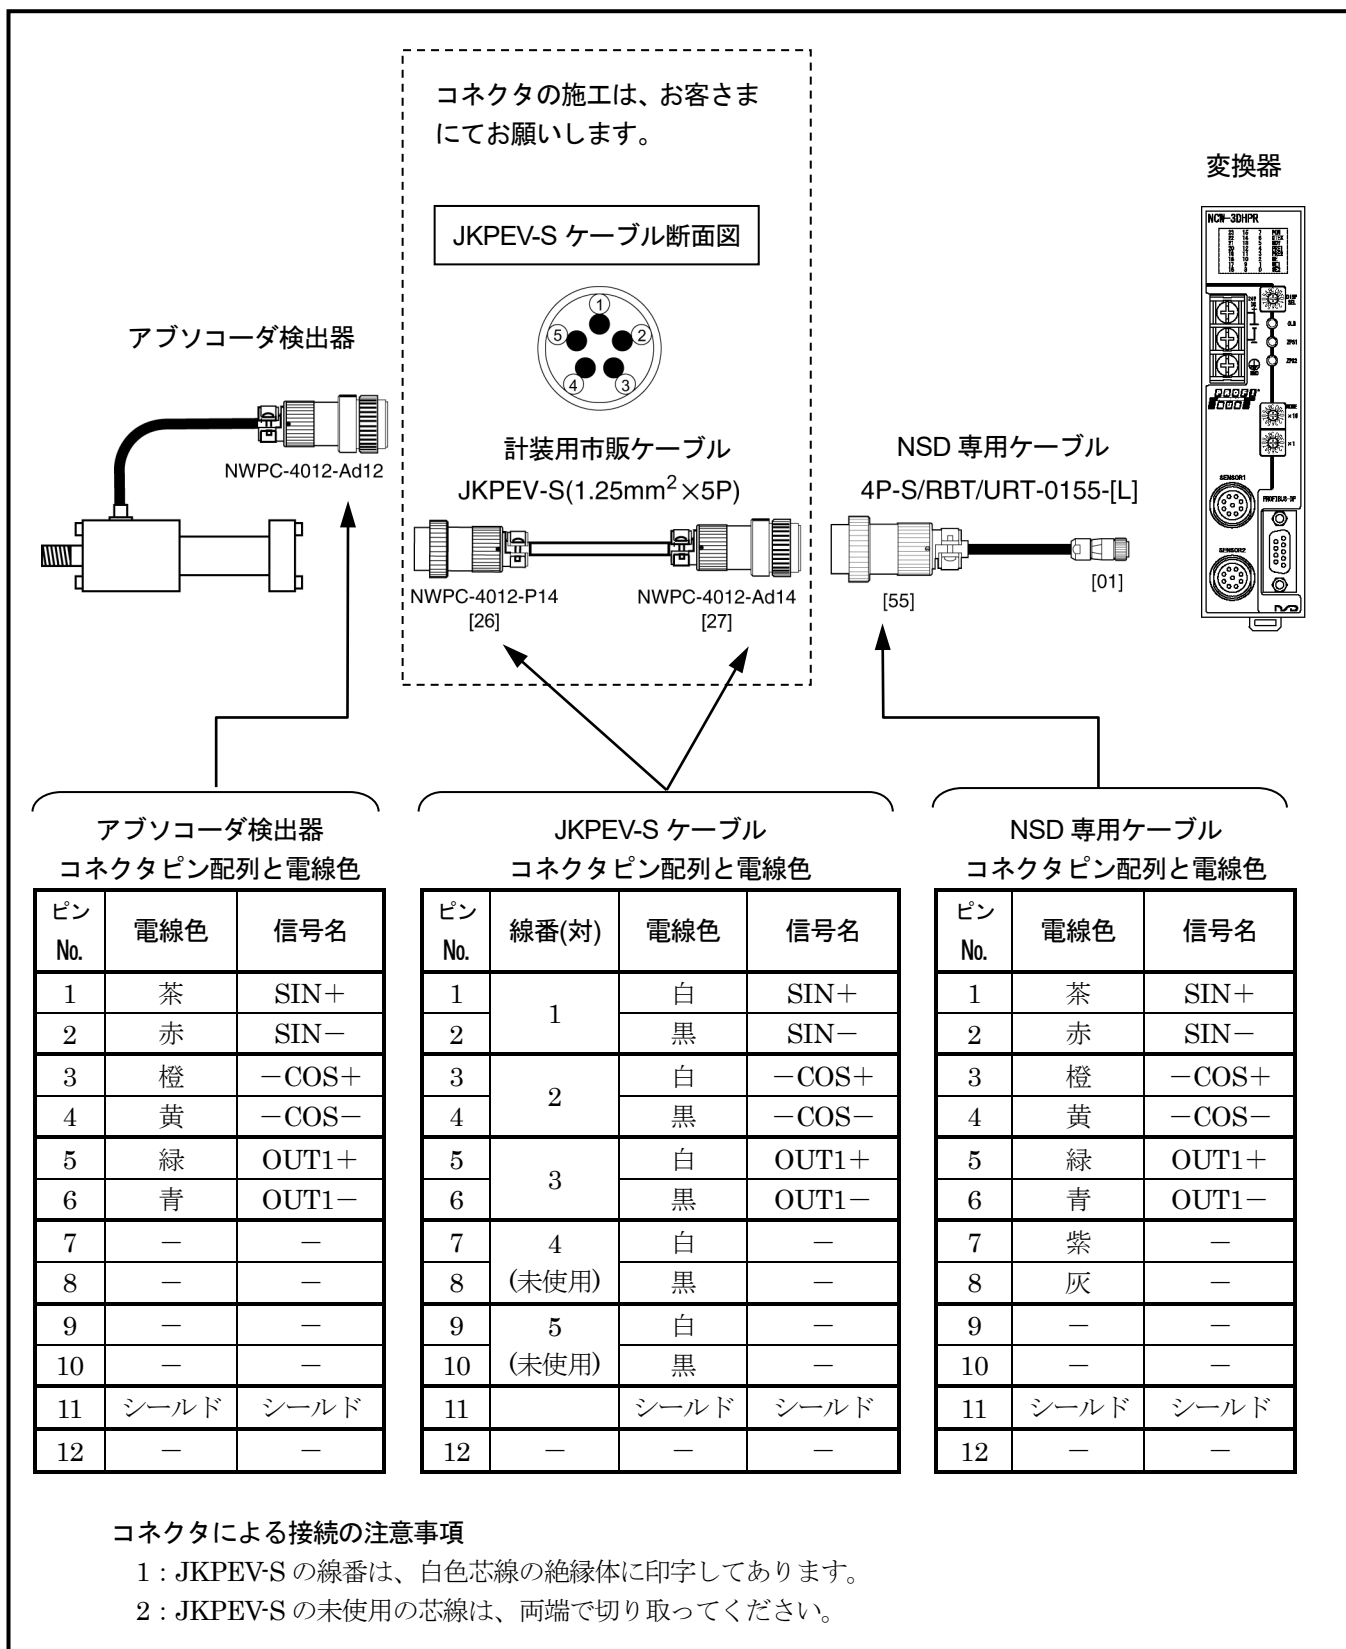 コネクタの施工は、お客さま
にてお願いします。
JKPEV-S ケーブル断面図
1
2
3
4
5
変換器
NCW-3DHPR
アブソコーダ検出器
NWPC-4012-Ad12
計装用市販ケーブル
JKPEV-S(1.25mm²×5P)
NWPC-4012-P14
[26]
NWPC-4012-Ad14
[27]
NSD 専用ケーブル
4P-S/RBT/URT-0155-[L]
[55]
[01]
SENSOR1
PROFIBUS-DP
SENSOR2
アブソコーダ検出器
コネクタピン配列と電線色
ピンNo. 電線色 信号名
1 茶 SIN+
2 赤 SIN−
3 橙 −COS+
4 黄 −COS−
5 緑 OUT1+
6 青 OUT1−
7 − −
8 − −
9 − −
10 − −
11 シールド シールド
12 − −
JKPEV-S ケーブル
コネクタピン配列と電線色
ピンNo. 線番(対) 電線色 信号名
1 1 白 SIN+
2 黒 SIN−
3 2 白 −COS+
4 黒 −COS−
5 3 白 OUT1+
6 黒 OUT1−
7 4 白 −
8 (未使用) 黒 −
9 5 白 −
10 (未使用) 黒 −
11 シールド シールド
12 − − −
NSD 専用ケーブル
コネクタピン配列と電線色
ピンNo. 電線色 信号名
1 茶 SIN+
2 赤 SIN−
3 橙 −COS+
4 黄 −COS−
5 緑 OUT1+
6 青 OUT1−
7 紫 −
8 灰 −
9 − −
10 − −
11 シールド シールド
12 − −
コネクタによる接続の注意事項
1：JKPEV-S の線番は、白色芯線の絶縁体に印字してあります。
2：JKPEV-S の未使用の芯線は、両端で切り取ってください。